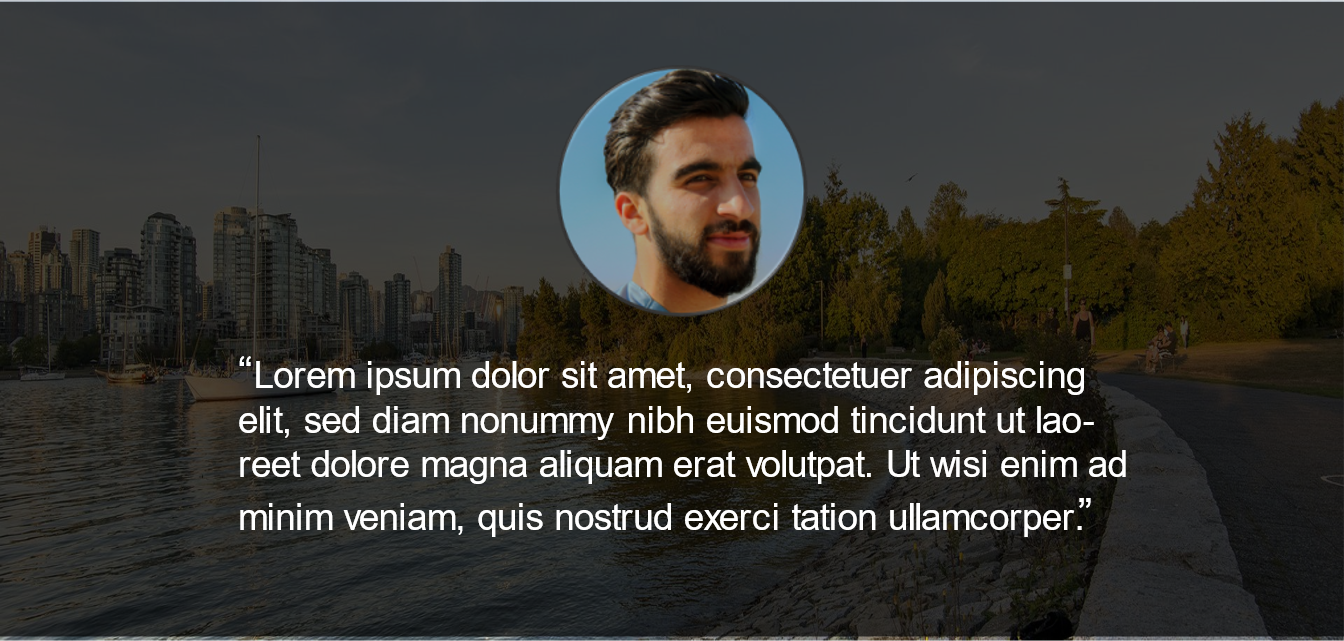 “Lorem ipsum dolor sit amet, consectetuer adipiscing
elit, sed diam nonummy nibh euismod tincidunt ut lao-
reet dolore magna aliquam erat volutpat. Ut wisi enim ad
minim veniam, quis nostrud exerci tation ullamcorper.”